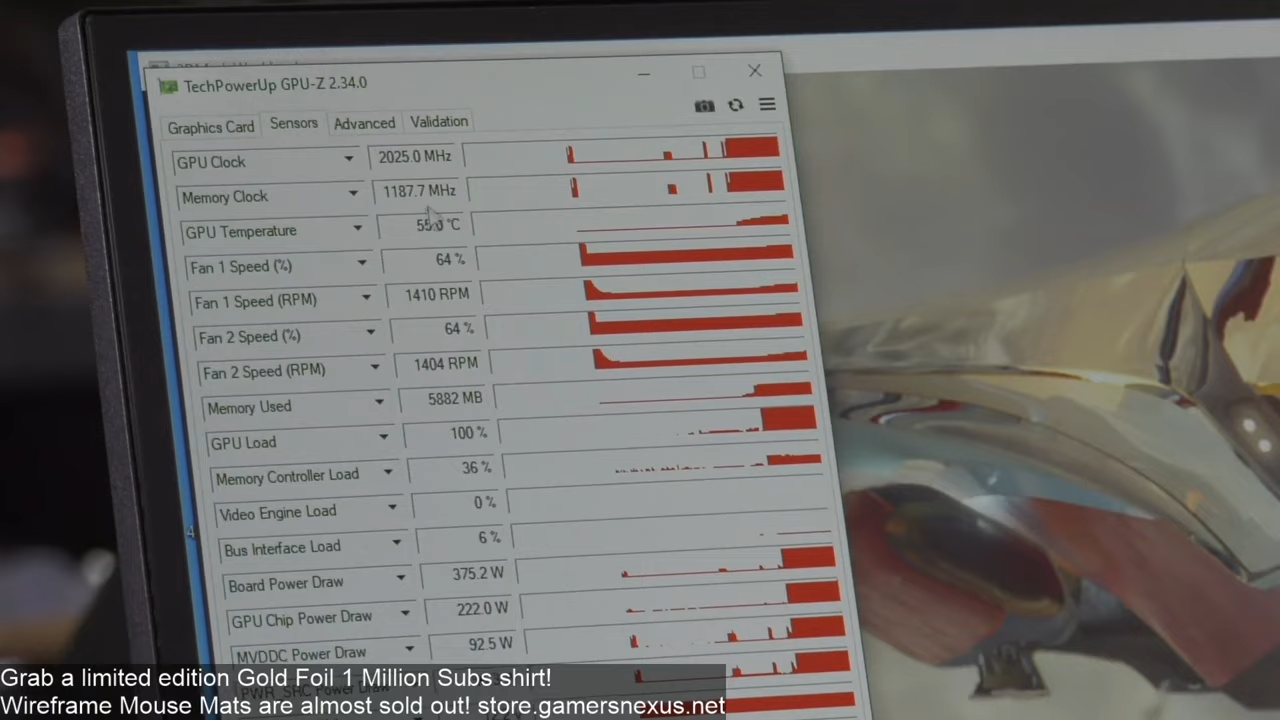 TechPowerUp GPU-Z 2.34.0
Graphics Card Sensors Advanced Validation
GPU Clock 2025.0 MHz
Memory Clock 1187.7 MHz
GPU Temperature 55.0 °C
Fan 1 Speed (%) 64 %
Fan 1 Speed (RPM) 1410 RPM
Fan 2 Speed (%) 64 %
Fan 2 Speed (RPM) 1404 RPM
Memory Used 5882 MB
GPU Load 100 %
Memory Controller Load 36 %
Video Engine Load 0 %
Bus Interface Load 6 %
Board Power Draw 375.2 W
GPU Chip Power Draw 222.0 W
MVDDC Power Draw 92.5 W
PWR_SRC Power Draw
Grab a limited edition Gold Foil 1 Million Subs shirt!
Wireframe Mouse Mats are almost sold out! store.gamersnexus.net